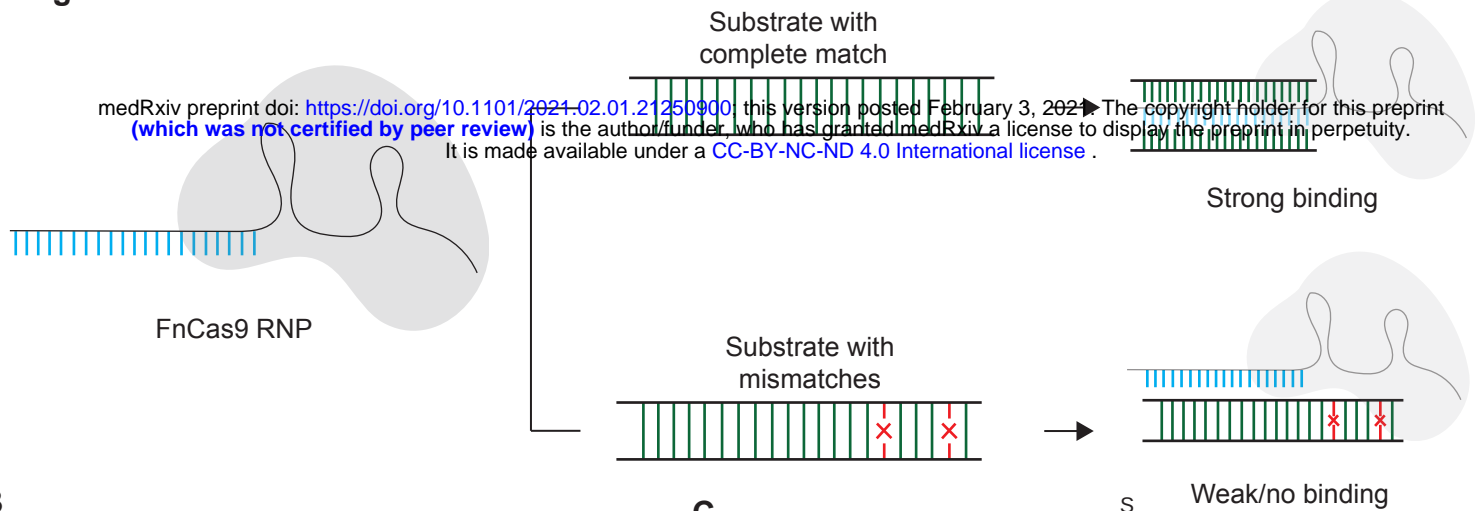 Substrate with
complete match
medRxiv preprint doi: https://doi.org/10.1101/2021.02.01.21250900; this version posted February 3, 2021. The copyright holder for this preprint
(which was not certified by peer review) is the author/funder, who has granted medRxiv a license to display the preprint in perpetuity.
It is made available under a CC-BY-NC-ND 4.0 International license .
Strong binding
FnCas9 RNP
Substrate with
mismatches
Weak/no binding
S